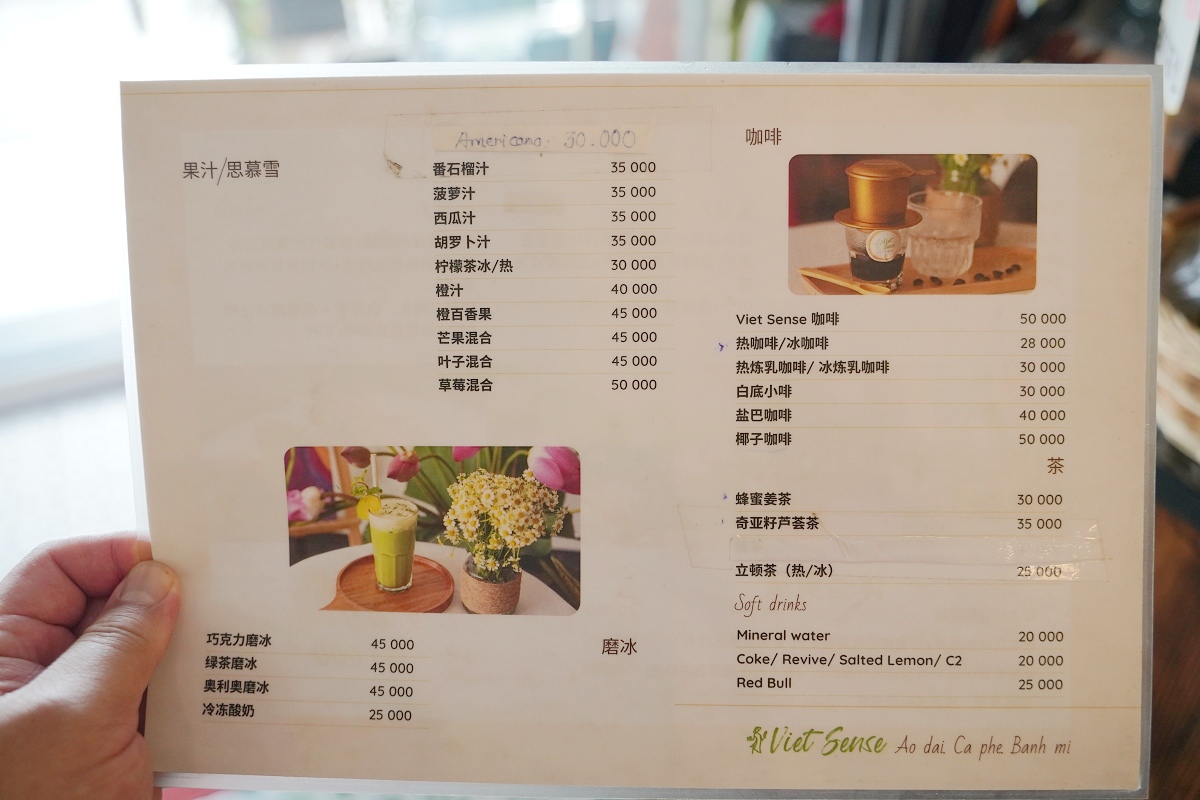 果汁/思慕雪
Americano: 30.000
番石榴汁 35 000
菠萝汁 35 000
西瓜汁 35 000
胡罗卜汁 35 000
柠檬茶冰/热 30 000
橙汁 40 000
橙百香果 45 000
芒果混合 45 000
叶子混合 45 000
草莓混合 50 000
巧克力磨冰 45 000
绿茶磨冰 45 000
奥利奥磨冰 45 000
冷冻酸奶 25 000
磨冰
咖啡
Viet Sense 咖啡 50 000
热咖啡/冰咖啡 28 000
热炼乳咖啡/ 冰炼乳咖啡 30 000
白底小啡 30 000
盐巴咖啡 40 000
椰子咖啡 50 000
茶
蜂蜜姜茶 30 000
奇亚籽芦荟茶 35 000
立顿茶（热/冰） 25 000
Soft drinks
Mineral water 20 000
Coke/ Revive/ Salted Lemon/ C2 20 000
Red Bull 25 000
Viet Sense Ao dai. Ca phe. Banh mi